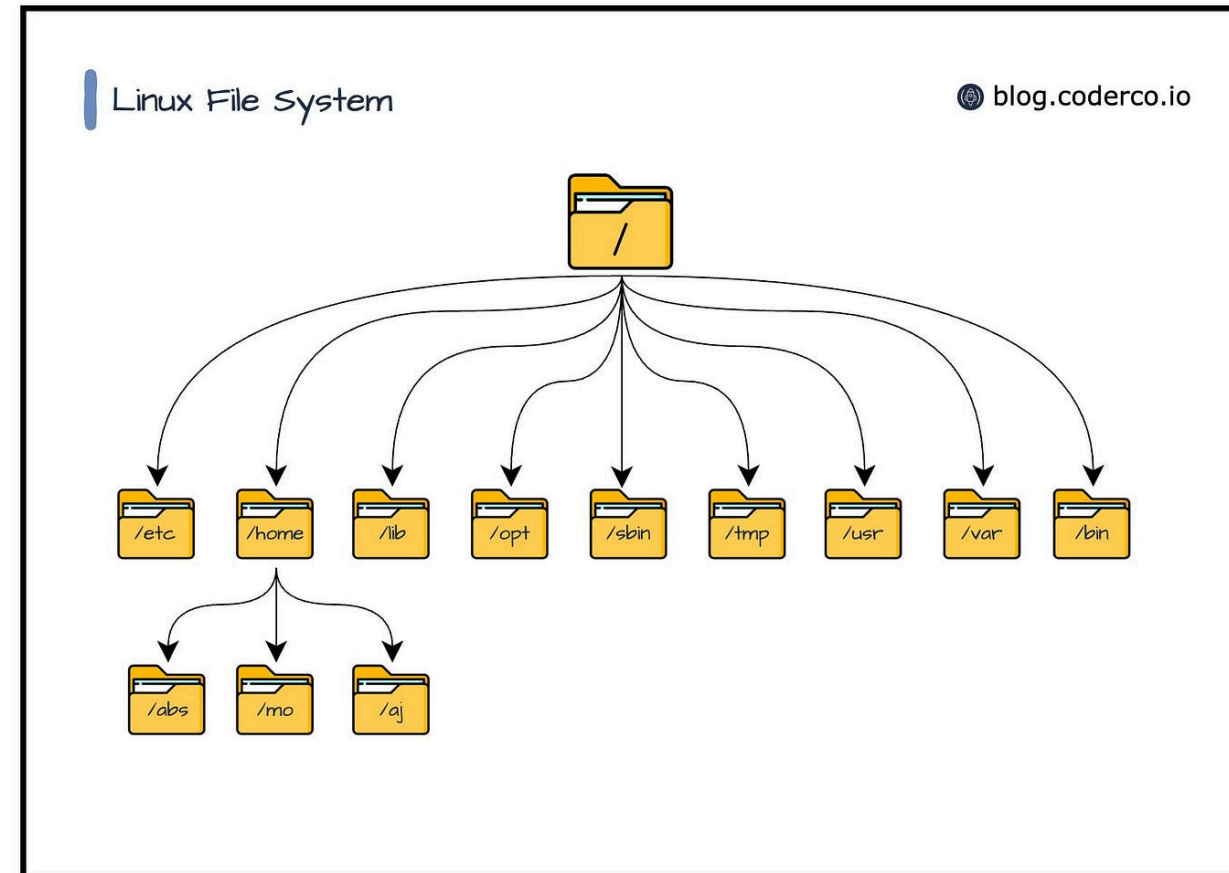 Linux File System
blog.coderco.io
/
/etc
/home
/lib
/opt
/sbin
/tmp
/usr
/var
/bin
/abs
/mo
/aj